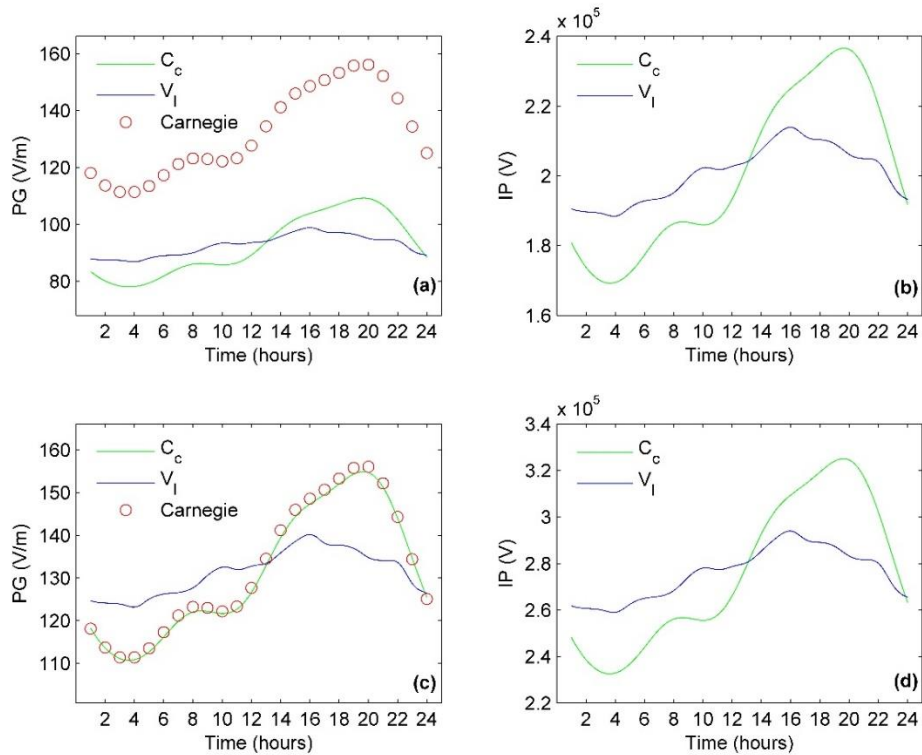 C_c
V_I
Carnegie
PG (V/m)
160
140
120
100
80
2 4 6 8 10 12 14 16 18 20 22 24
Time (hours)
(a)
x 10^5
C_c
V_I
IP (V)
2.4
2.2
2
1.8
1.6
2 4 6 8 10 12 14 16 18 20 22 24
Time (hours)
(b)
C_c
V_I
Carnegie
PG (V/m)
160
150
140
130
120
110
2 4 6 8 10 12 14 16 18 20 22 24
Time (hours)
(c)
x 10^5
C_c
V_I
IP (V)
3.4
3.2
3
2.8
2.6
2.4
2.2
2 4 6 8 10 12 14 16 18 20 22 24
Time (hours)
(d)